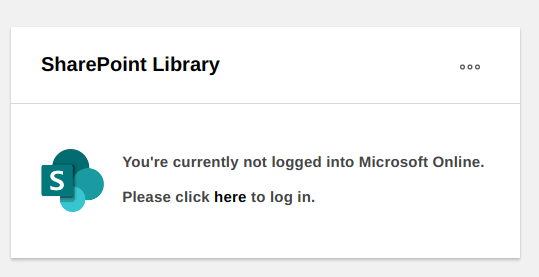 SharePoint Library
S
You're currently not logged into Microsoft Online.
Please click here to log in.